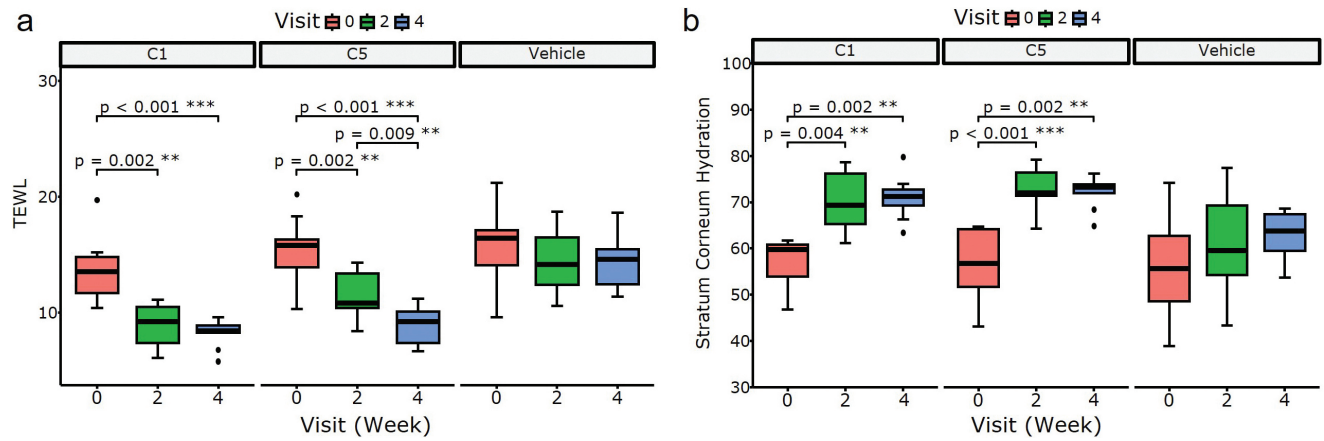 a
Visit 0 2 4
C1 C5 Vehicle
30
p < 0.001 *** p < 0.001 ***
p = 0.009 **
p = 0.002 ** p = 0.002 **
20
10
TEWL
0 2 4 0 2 4 0 2 4
Visit (Week)
b
Visit 0 2 4
C1 C5 Vehicle
100
90
p = 0.002 ** p = 0.002 **
p = 0.004 ** p < 0.001 ***
80
70
60
50
40
30
Stratum Corneum Hydration
0 2 4 0 2 4 0 2 4
Visit (Week)